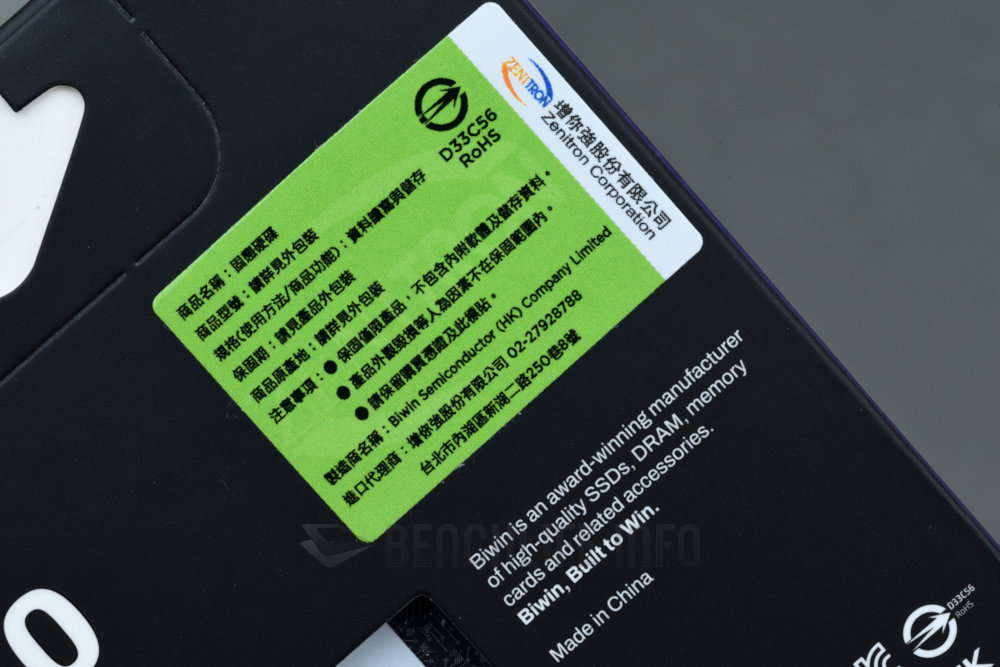 ZENITRON
增你強股份有限公司
Zenitron Corporation
D33C56
RoHS
商品名稱：固態硬碟
商品型號：請詳見外包裝
規格(使用方法/商品功能)：資料讀寫與儲存
保固期：請見產品外包裝
商品原產地：請詳見外包裝
注意事項：●保固僅限產品，不包含內附軟體及儲存資料。
●產品外觀毀損等人為因素不在保固範圍內。
●請保留購買憑證及此標貼。
製造商名稱：Biwin Semiconductor (HK) Company Limited
進口代理商：增你強股份有限公司 02-27928788
台北市內湖區新湖二路250巷8號
Biwin is an award-winning manufacturer
of high-quality SSDs, DRAM, memory
cards and related accessories.
Biwin, Built to Win.
Made in China
D33C56
RoHS
0